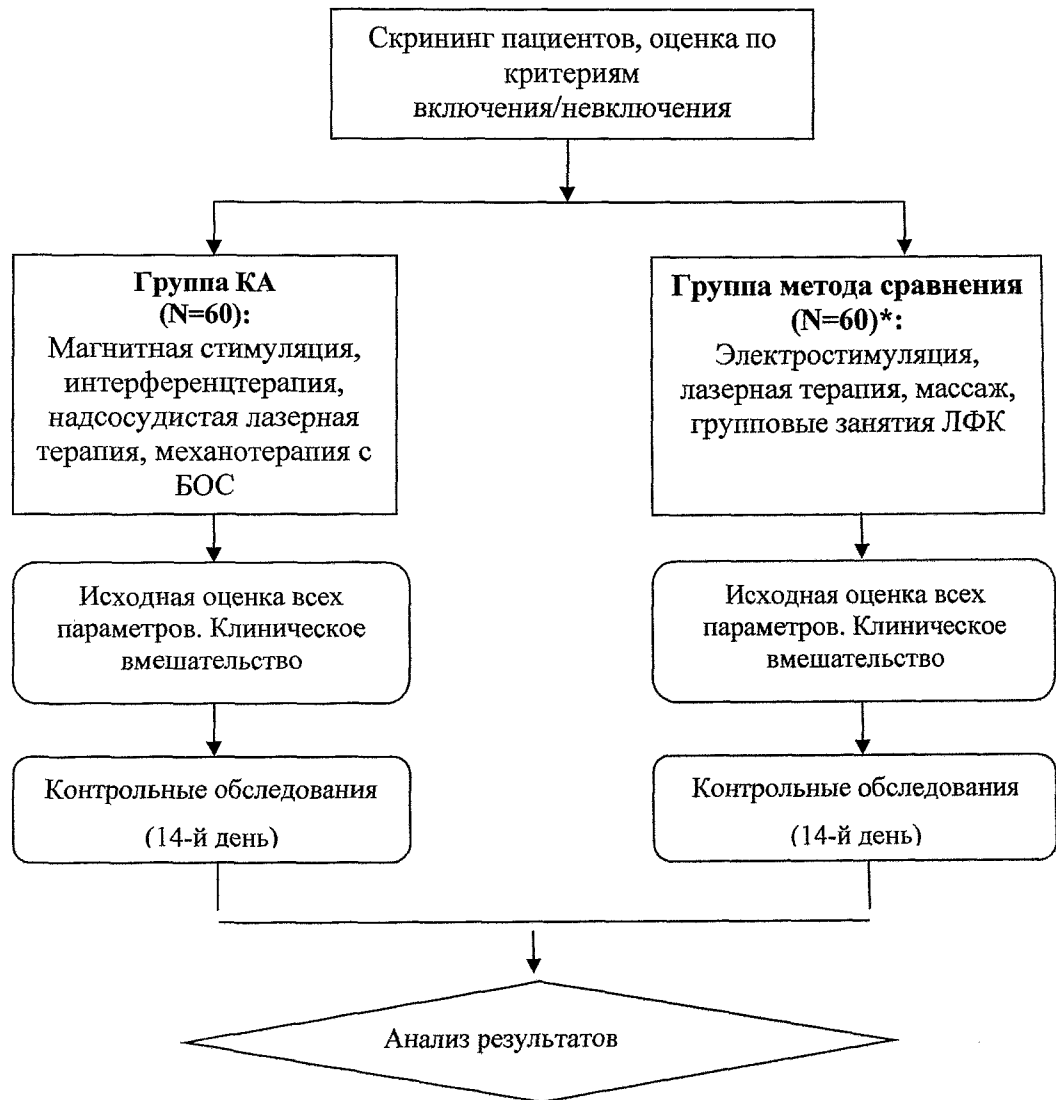 Скрининг пациентов, оценка по
критериям
включения/невключения
Группа КА
(N=60):
Магнитная стимуляция,
интерференцтерапия,
надсосудистая лазерная
терапия, механотерапия с
БОС
Группа метода сравнения
(N=60)*:
Электростимуляция,
лазерная терапия, массаж,
групповые занятия ЛФК
Исходная оценка всех
параметров. Клиническое
вмешательство
Исходная оценка всех
параметров. Клиническое
вмешательство
Контрольные обследования
(14-й день)
Контрольные обследования
(14-й день)
Анализ результатов